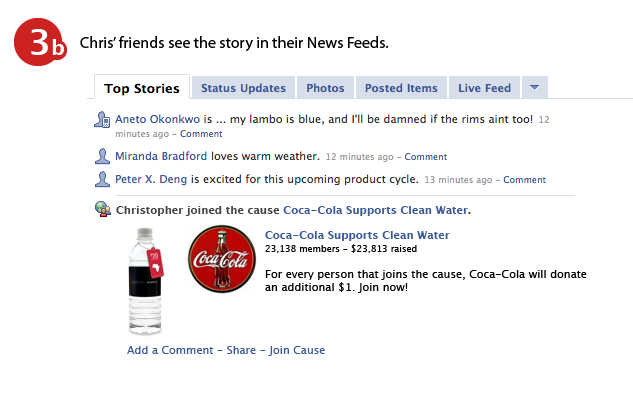 3b
Chris' friends see the story in their News Feeds.
Top Stories Status Updates Photos Posted Items Live Feed
Aneto Okonkwo is ... my lambo is blue, and I'll be damned if the rims aint too! 12
minutes ago – Comment
Miranda Bradford loves warm weather. 12 minutes ago – Comment
Peter X. Deng is excited for this upcoming product cycle. 13 minutes ago – Comment
Christopher joined the cause Coca-Cola Supports Clean Water.
Coca-Cola
Coca-Cola Supports Clean Water
23,138 members – $23,813 raised
For every person that joins the cause, Coca-Cola will donate
an additional $1. Join now!
Add a Comment – Share – Join Cause